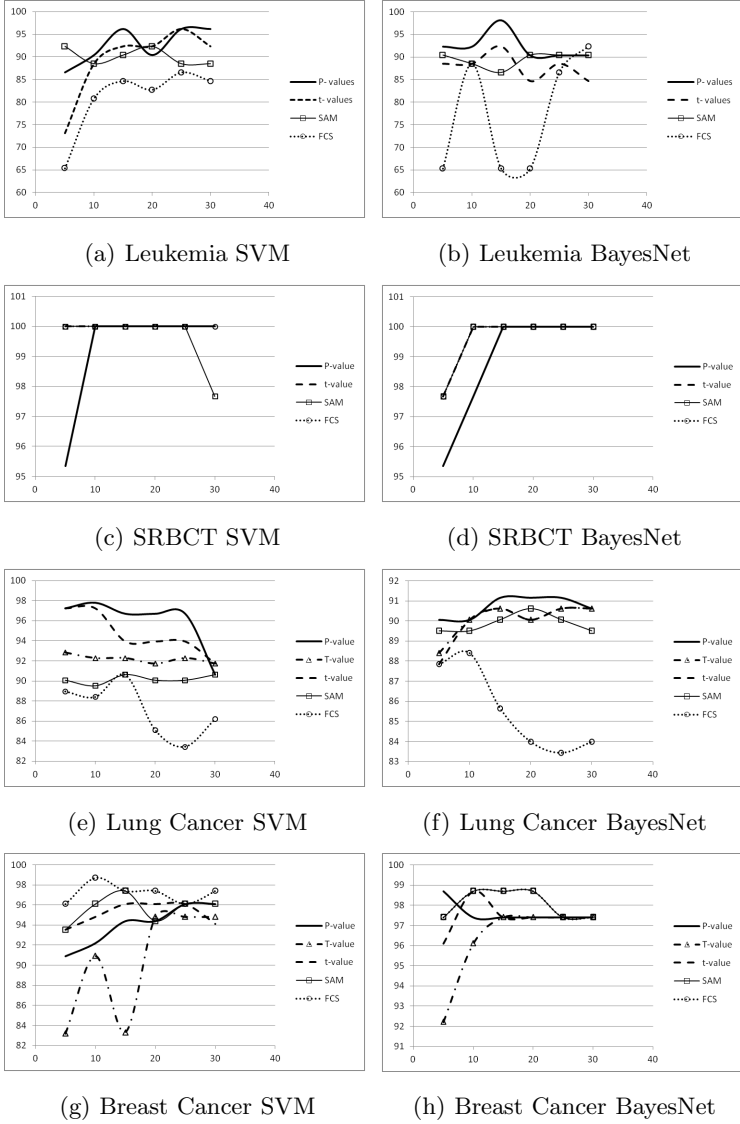 100
95
90
85
80
75
70
65
60
0 10 20 30 40
P- values
t- values
SAM
FCS
(a) Leukemia SVM
100
95
90
85
80
75
70
65
60
0 10 20 30 40
P- values
t- values
SAM
FCS
(b) Leukemia BayesNet
101
100
99
98
97
96
95
0 10 20 30 40
P-value
t-value
SAM
FCS
(c) SRBCT SVM
101
100
99
98
97
96
95
0 10 20 30 40
P-value
t-value
SAM
FCS
(d) SRBCT BayesNet
100
98
96
94
92
90
88
86
84
82
0 10 20 30 40
P-value
T-value
t-value
SAM
FCS
(e) Lung Cancer SVM
92
91
90
89
88
87
86
85
84
83
0 10 20 30 40
P-value
T-value
t-value
SAM
FCS
(f) Lung Cancer BayesNet
100
98
96
94
92
90
88
86
84
82
0 10 20 30 40
P-value
T-value
t-value
SAM
FCS
(g) Breast Cancer SVM
100
99
98
97
96
95
94
93
92
91
0 10 20 30 40
P-value
T-value
t-value
SAM
FCS
(h) Breast Cancer BayesNet